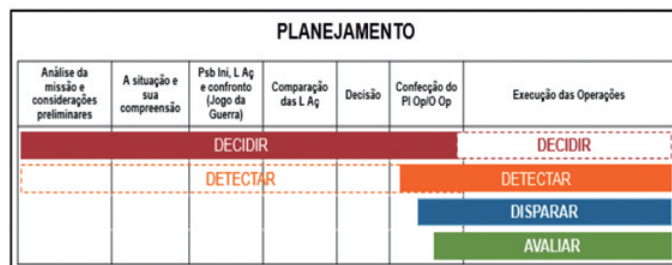 PLANEJAMENTO
Análise da
missão e
considerações
preliminares
A situação e
sua
compreensão
Psb Ini, L Aç
e confronto
(Jogo da
Guerra)
Comparação
das L Aç
Decisão
Confecção do
Pl Op/O Op
Execução das Operações
DECIDIR
DECIDIR
DETECTAR
DETECTAR
DISPARAR
AVALIAR